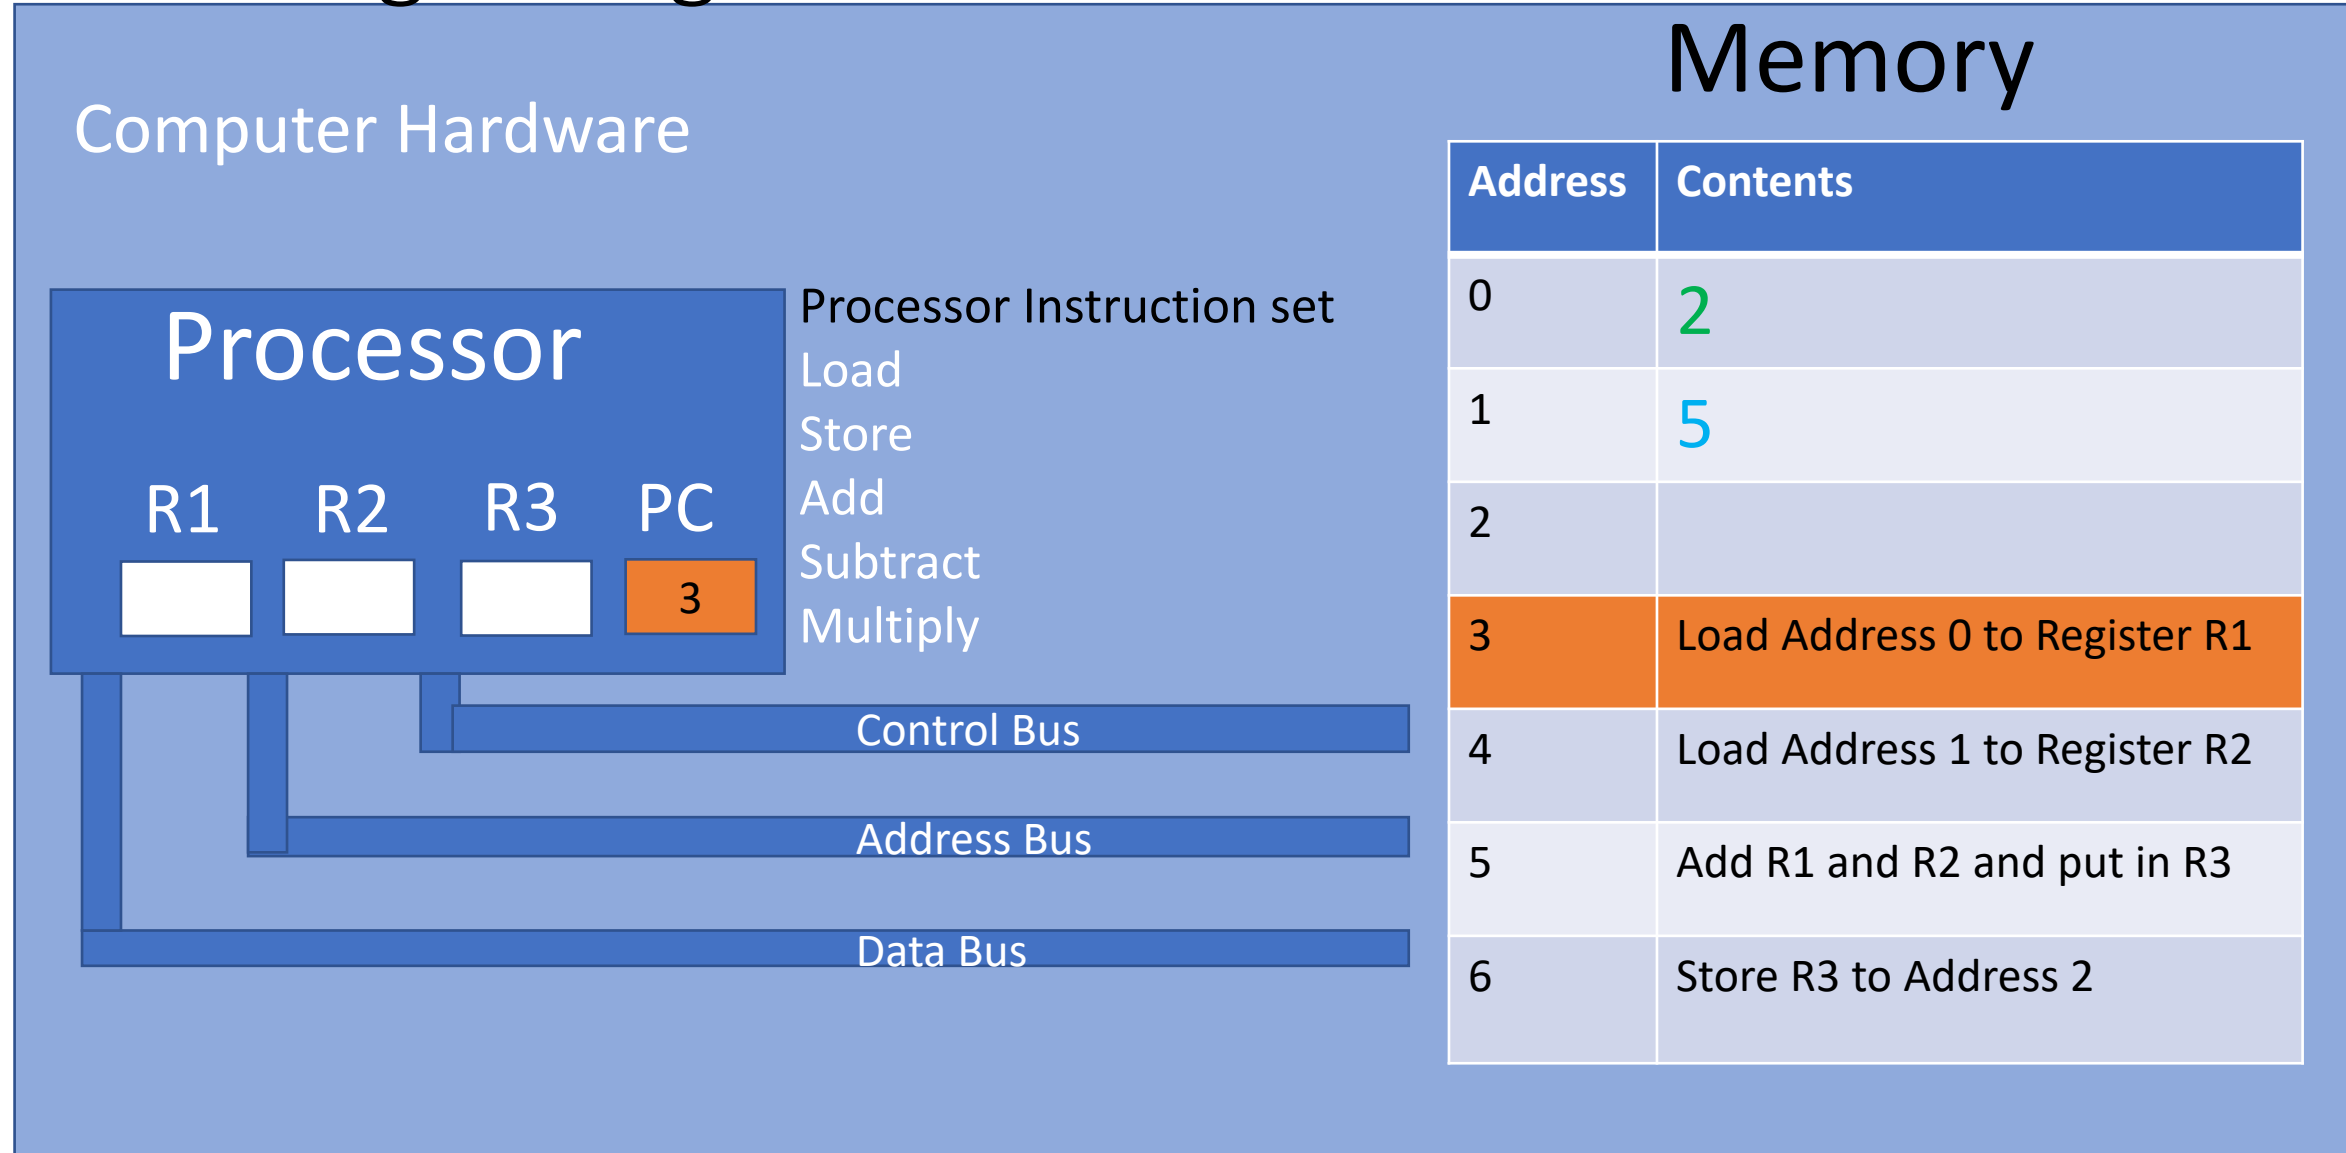 Memory
Computer Hardware
Processor
R1 R2 R3 PC
3
Processor Instruction set
Load
Store
Add
Subtract
Multiply
Control Bus
Address Bus
Data Bus
Address Contents
0 2
1 5
2
3 Load Address 0 to Register R1
4 Load Address 1 to Register R2
5 Add R1 and R2 and put in R3
6 Store R3 to Address 2